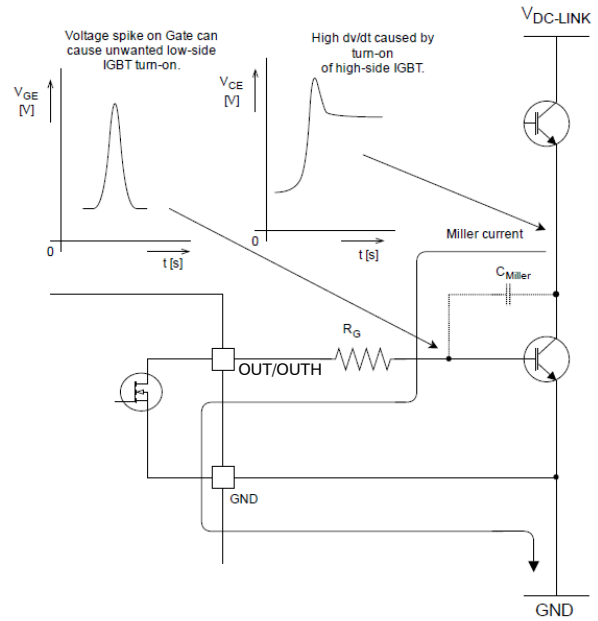 Voltage spike on Gate can
cause unwanted low-side
IGBT turn-on.
High dv/dt caused by
turn-on
of high-side IGBT.
VDC-LINK
VGE
[V]
VCE
[V]
0
t [s]
0
t [s]
Miller current
CMiller
RG
OUT/OUTH
GND
GND